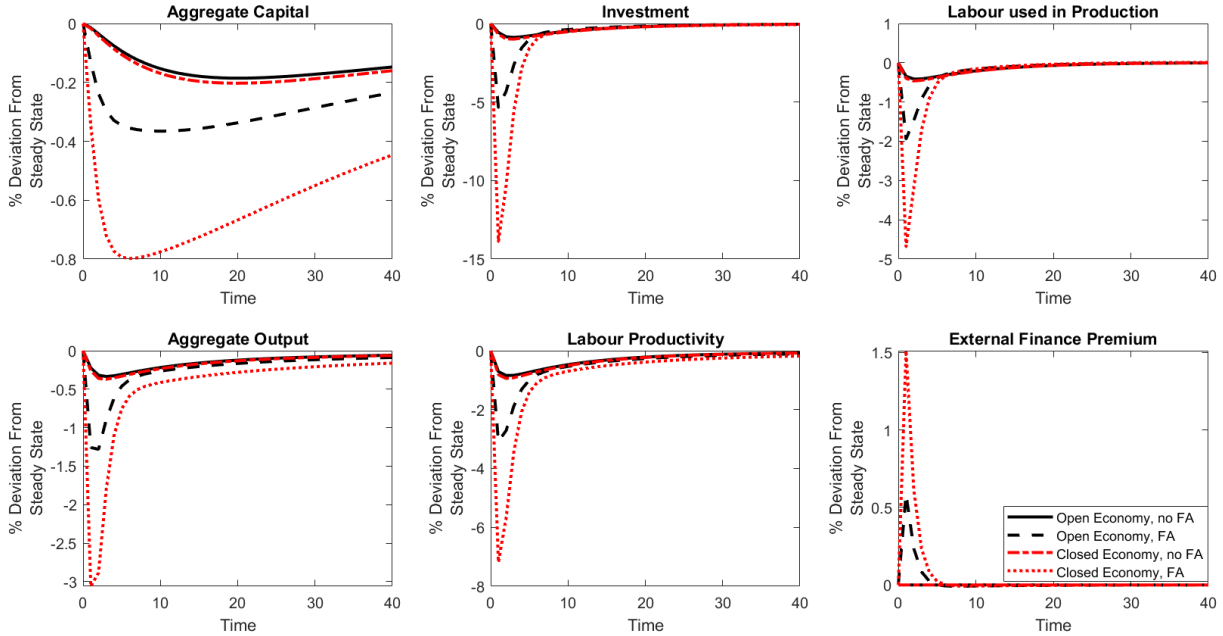 Aggregate Capital
% Deviation From
Steady State
0
-0.2
-0.4
-0.6
-0.8
0 10 20 30 40
Time
Investment
% Deviation From
Steady State
0
-5
-10
-15
0 10 20 30 40
Time
Labour used in Production
% Deviation From
Steady State
1
0
-1
-2
-3
-4
-5
0 10 20 30 40
Time
Aggregate Output
% Deviation From
Steady State
0
-0.5
-1
-1.5
-2
-2.5
-3
0 10 20 30 40
Time
Labour Productivity
% Deviation From
Steady State
0
-2
-4
-6
-8
0 10 20 30 40
Time
External Finance Premium
% Deviation From
Steady State
1.5
1
0.5
0
0 10 20 30 40
Time
Open Economy, no FA
Open Economy, FA
Closed Economy, no FA
Closed Economy, FA